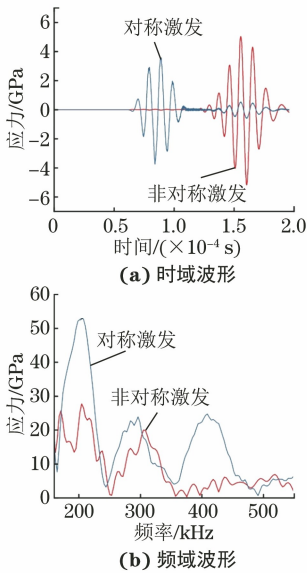 6
4
2
0
−2
−4
−6
应力/GPa
对称激发
非对称激发
0 0.5 1.0 1.5 2.0
时间/(×10⁻⁴ s)
(a) 时域波形
60
50
40
30
20
10
0
应力/GPa
对称激发
非对称激发
200 300 400 500
频率/kHz
(b) 频域波形